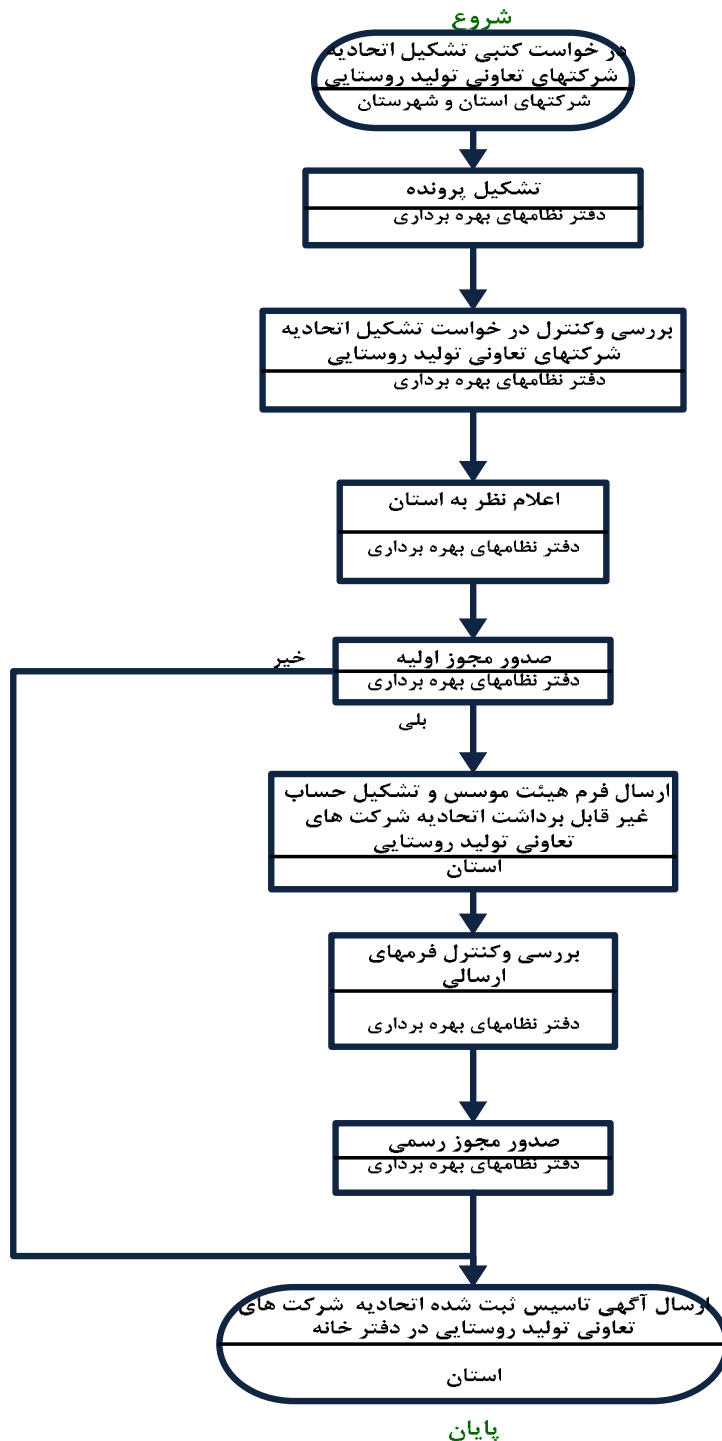 شروع
در خواست کتبی تشکیل اتحادیه
شرکتهای تعاونی تولید روستایی
شرکتهای استان و شهرستان
تشکیل پرونده
دفتر نظامهای بهره برداری
بررسی وکنترل در خواست تشکیل اتحادیه
شرکتهای تعاونی تولید روستایی
دفتر نظامهای بهره برداری
اعلام نظر به استان
دفتر نظامهای بهره برداری
صدور مجوز اولیه
خیر
دفتر نظامهای بهره برداری
بلی
ارسال فرم هیئت موسس و تشکیل حساب
غیر قابل برداشت اتحادیه شرکت های
تعاونی تولید روستایی
استان
بررسی وکنترل فرمهای
ارسالی
دفتر نظامهای بهره برداری
صدور مجوز رسمی
دفتر نظامهای بهره برداری
ارسال آگهی تاسیس ثبت شده اتحادیه شرکت های
تعاونی تولید روستایی در دفتر خانه
استان
پایان